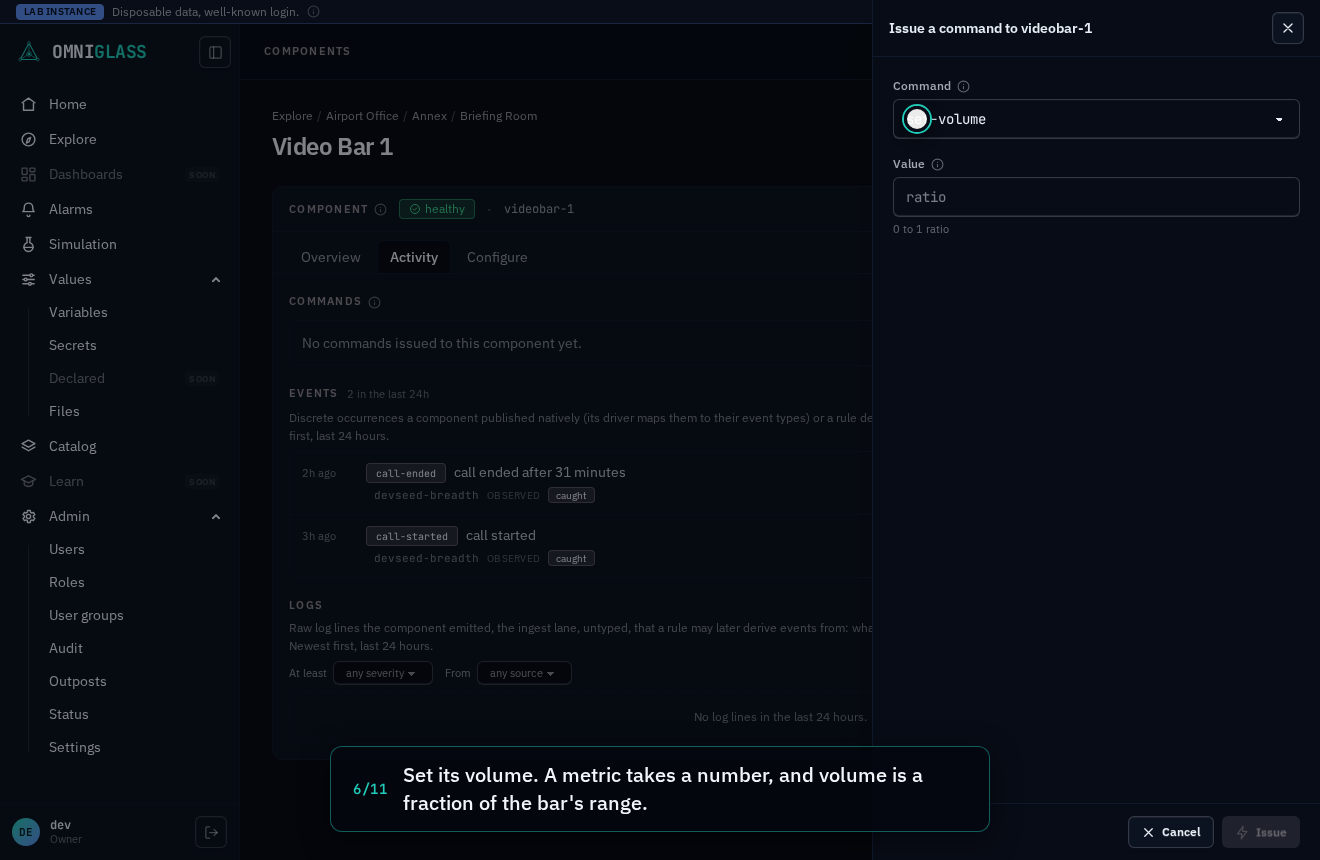 LAB INSTANCE Disposable data, well-known login.
OMNIGLASS
Home
Explore
Dashboards SOON
Alarms
Simulation
Values
Variables
Secrets
Declared SOON
Files
Catalog
Learn SOON
Admin
Users
Roles
User groups
Audit
Outposts
Status
Settings
DE dev
Owner
COMPONENTS
Explore / Airport Office / Annex / Briefing Room
Video Bar 1
COMPONENT healthy · videobar-1
Overview Activity Configure
COMMANDS
No commands issued to this component yet.
EVENTS 2 in the last 24h
Discrete occurrences a component published natively (its driver maps them to their event types) or a rule de
first, last 24 hours.
2h ago call-ended call ended after 31 minutes
devseed-breadth OBSERVED caught
3h ago call-started call started
devseed-breadth OBSERVED caught
LOGS
Raw log lines the component emitted, the ingest lane, untyped, that a rule may later derive events from: wha
Newest first, last 24 hours.
At least any severity From any source
No log lines in the last 24 hours.
Issue a command to videobar-1
Command
-volume
Value
ratio
0 to 1 ratio
Cancel Issue
6/11 Set its volume. A metric takes a number, and volume is a
fraction of the bar's range.